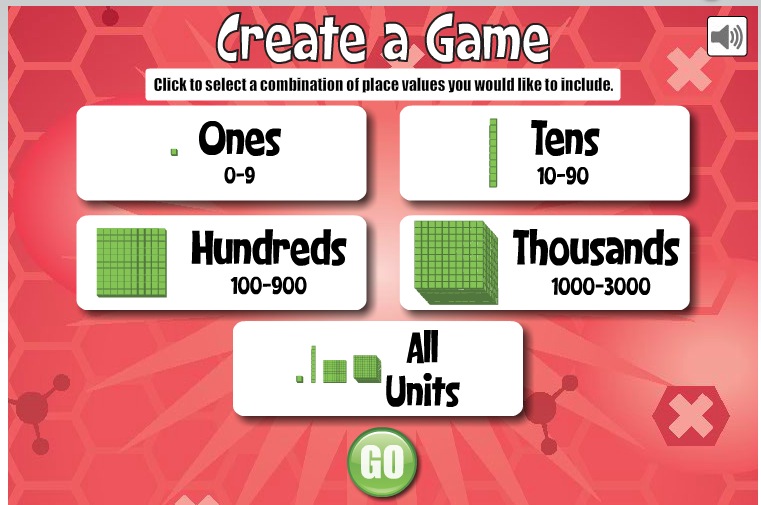 Create a Game
Click to select a combination of place values you would like to include.
Ones
0-9
Tens
10-90
Hundreds
100-900
Thousands
1000-3000
All
Units
GO